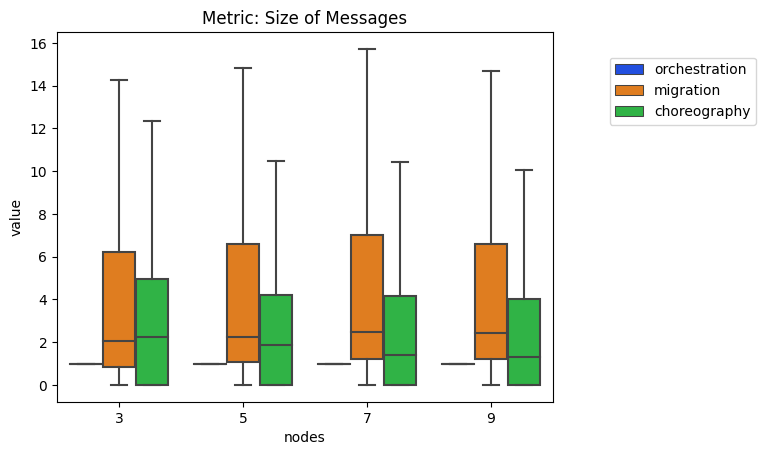 Metric: Size of Messages
16
14
12
10
8
6
4
2
0
value
3
5
7
9
nodes
orchestration
migration
choreography